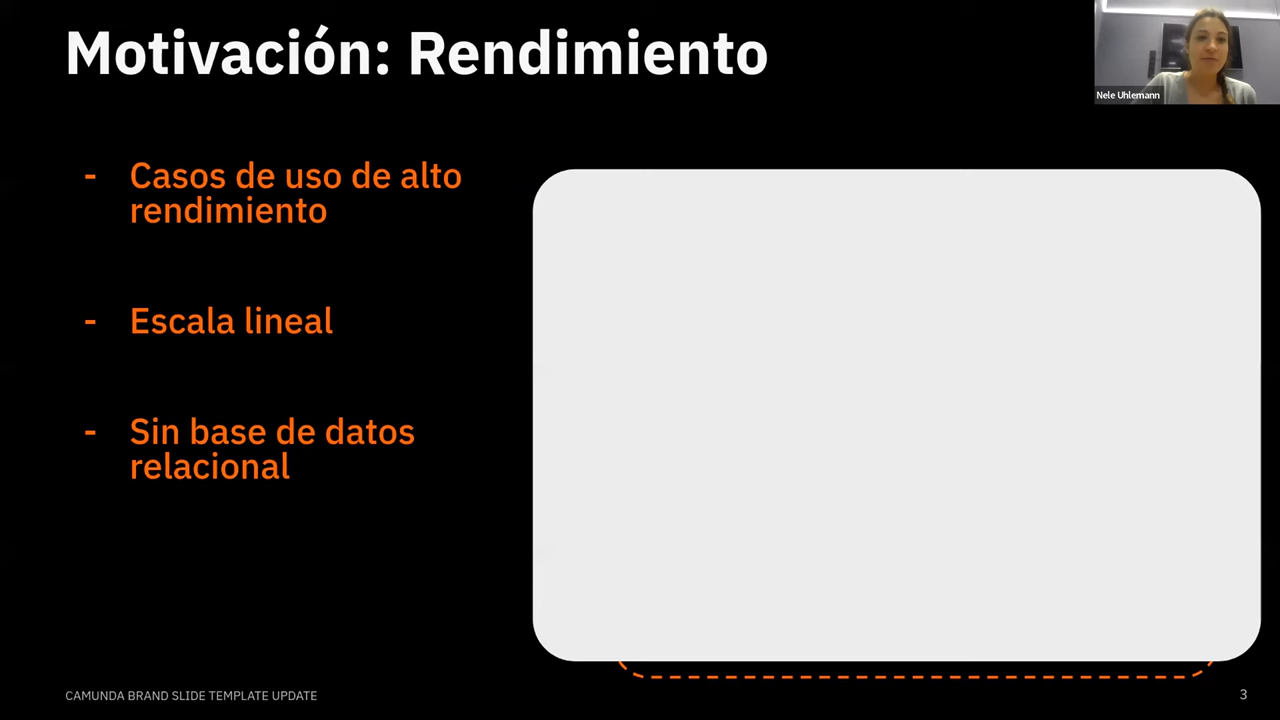 Motivación: Rendimiento
Nele Uhlemann
- Casos de uso de alto
rendimiento
- Escala lineal
- Sin base de datos
relacional
CAMUNDA BRAND SLIDE TEMPLATE UPDATE
3